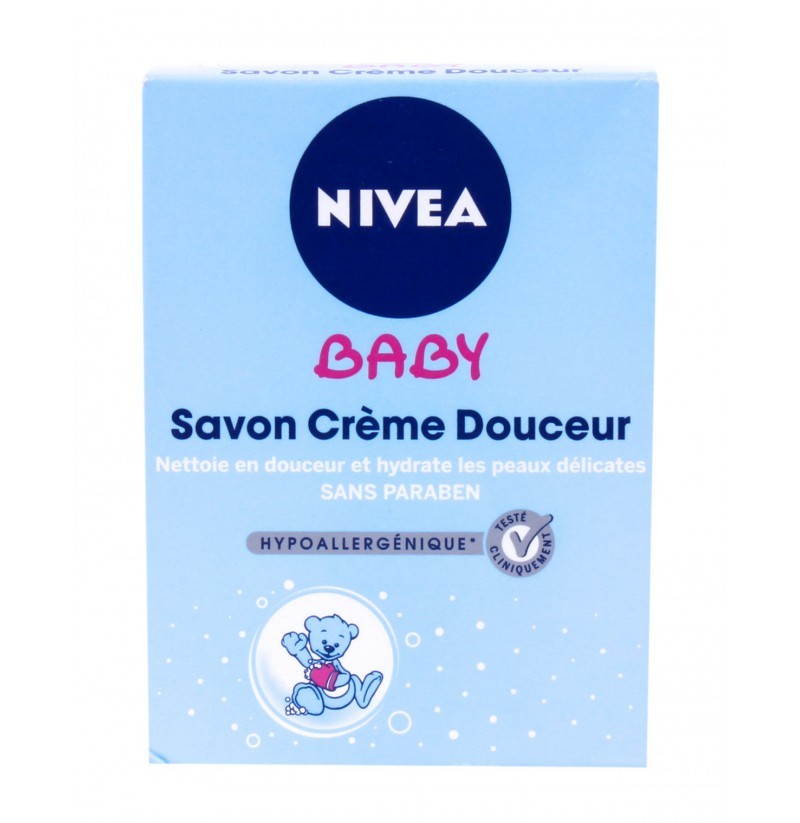 BABY
Savon Crème Douceur
NIVEA
BABY
Savon Crème Douceur
Nettoie en douceur et hydrate les peaux délicates
SANS PARABEN
HYPOALLERGÉNIQUE*
TESTÉ
CLINIQUEMENT